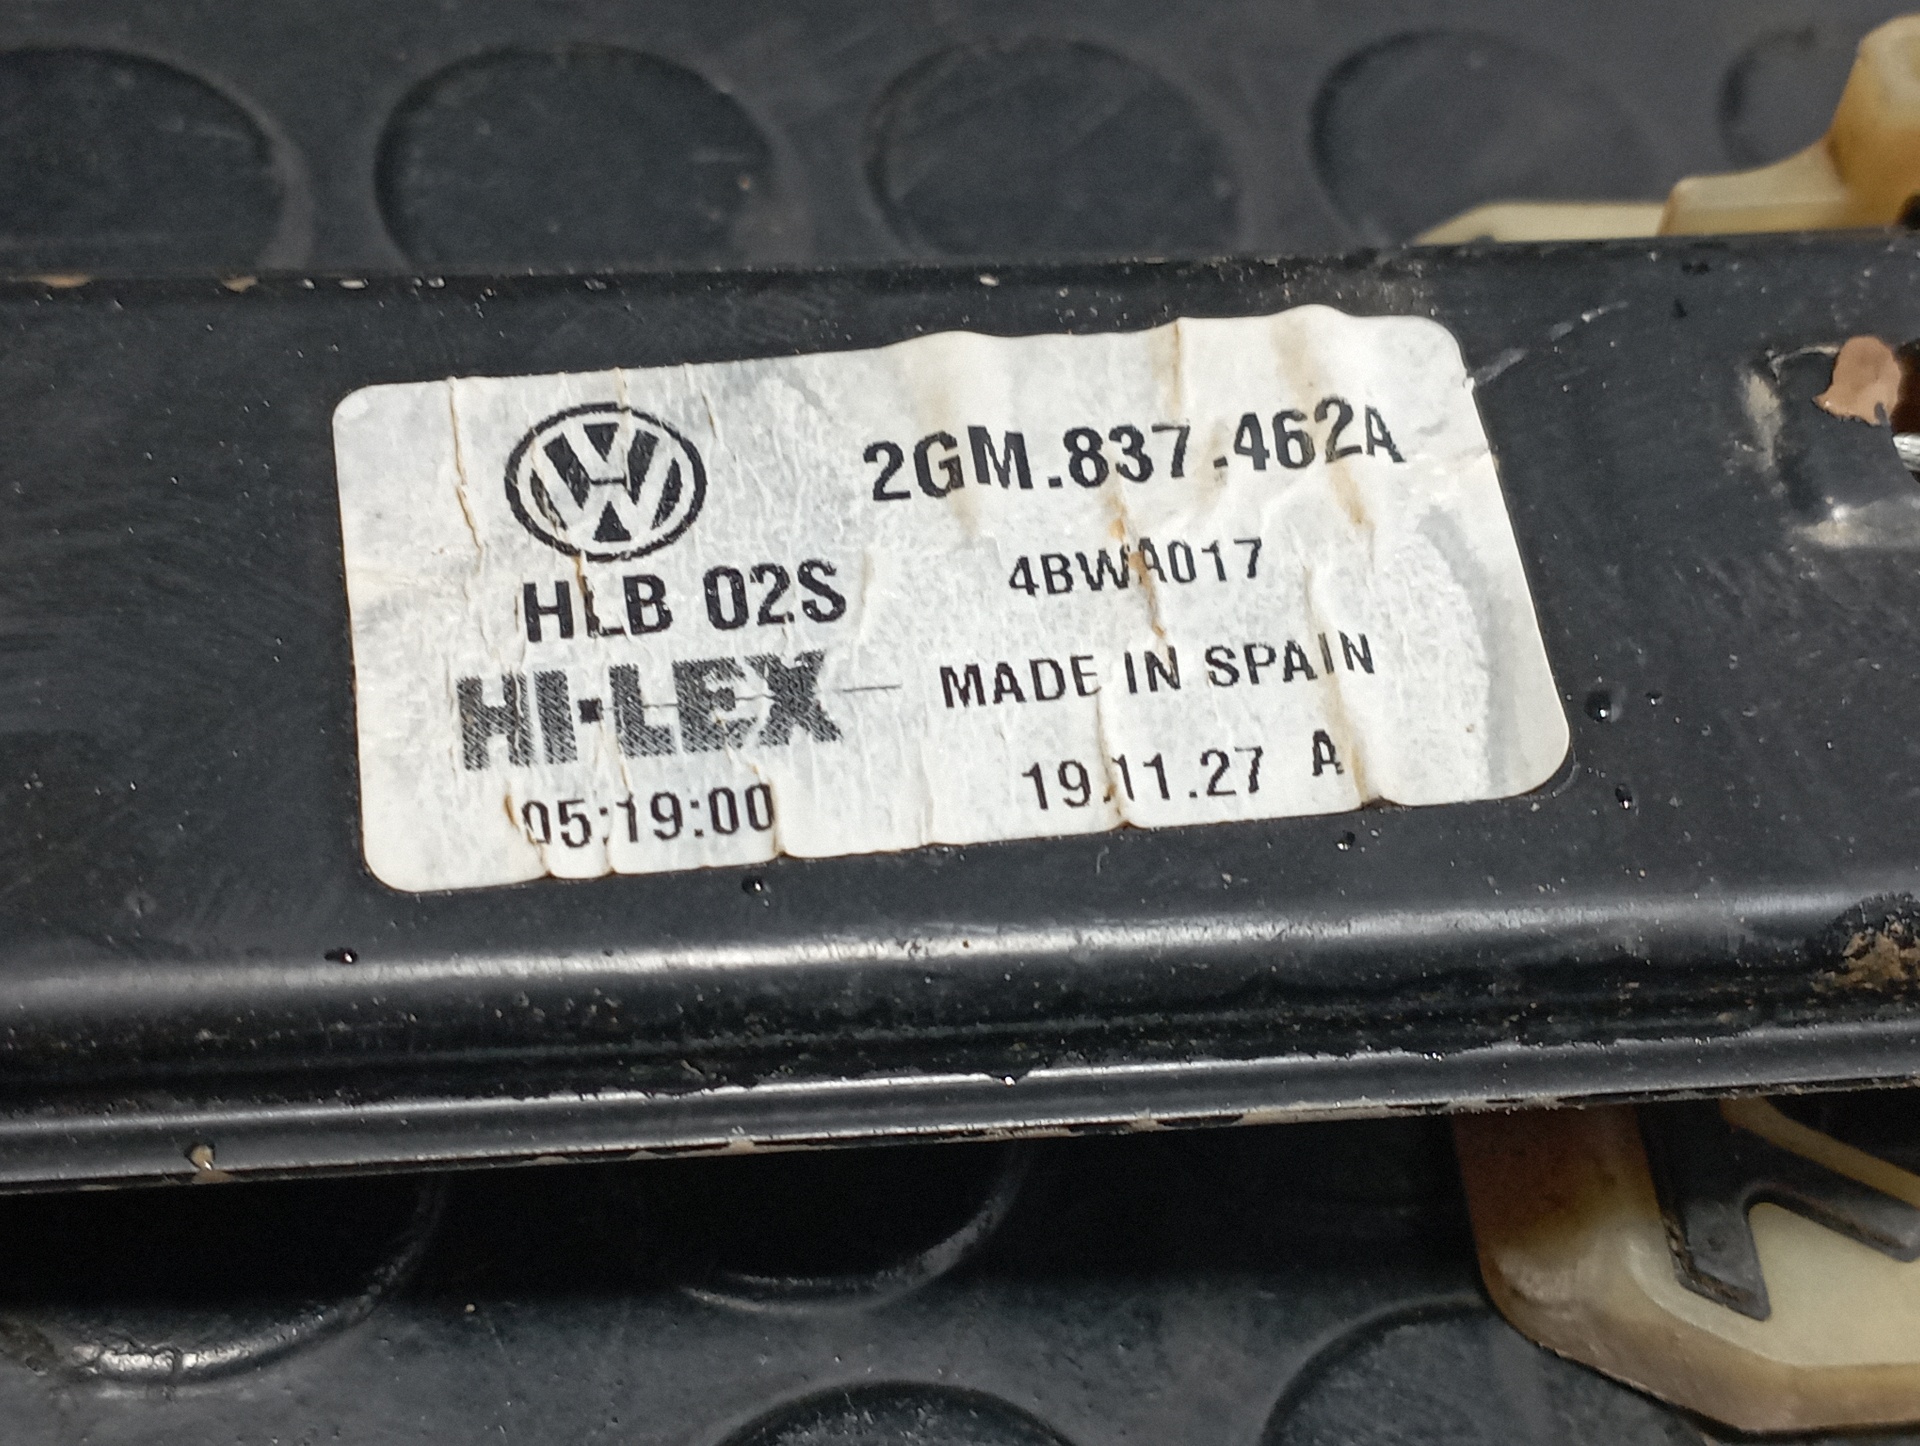 2GM.837.462A
HLB 02S
4BWA017
HI-LEX
MADE IN SPAIN
05:19:00
19.11.27 A